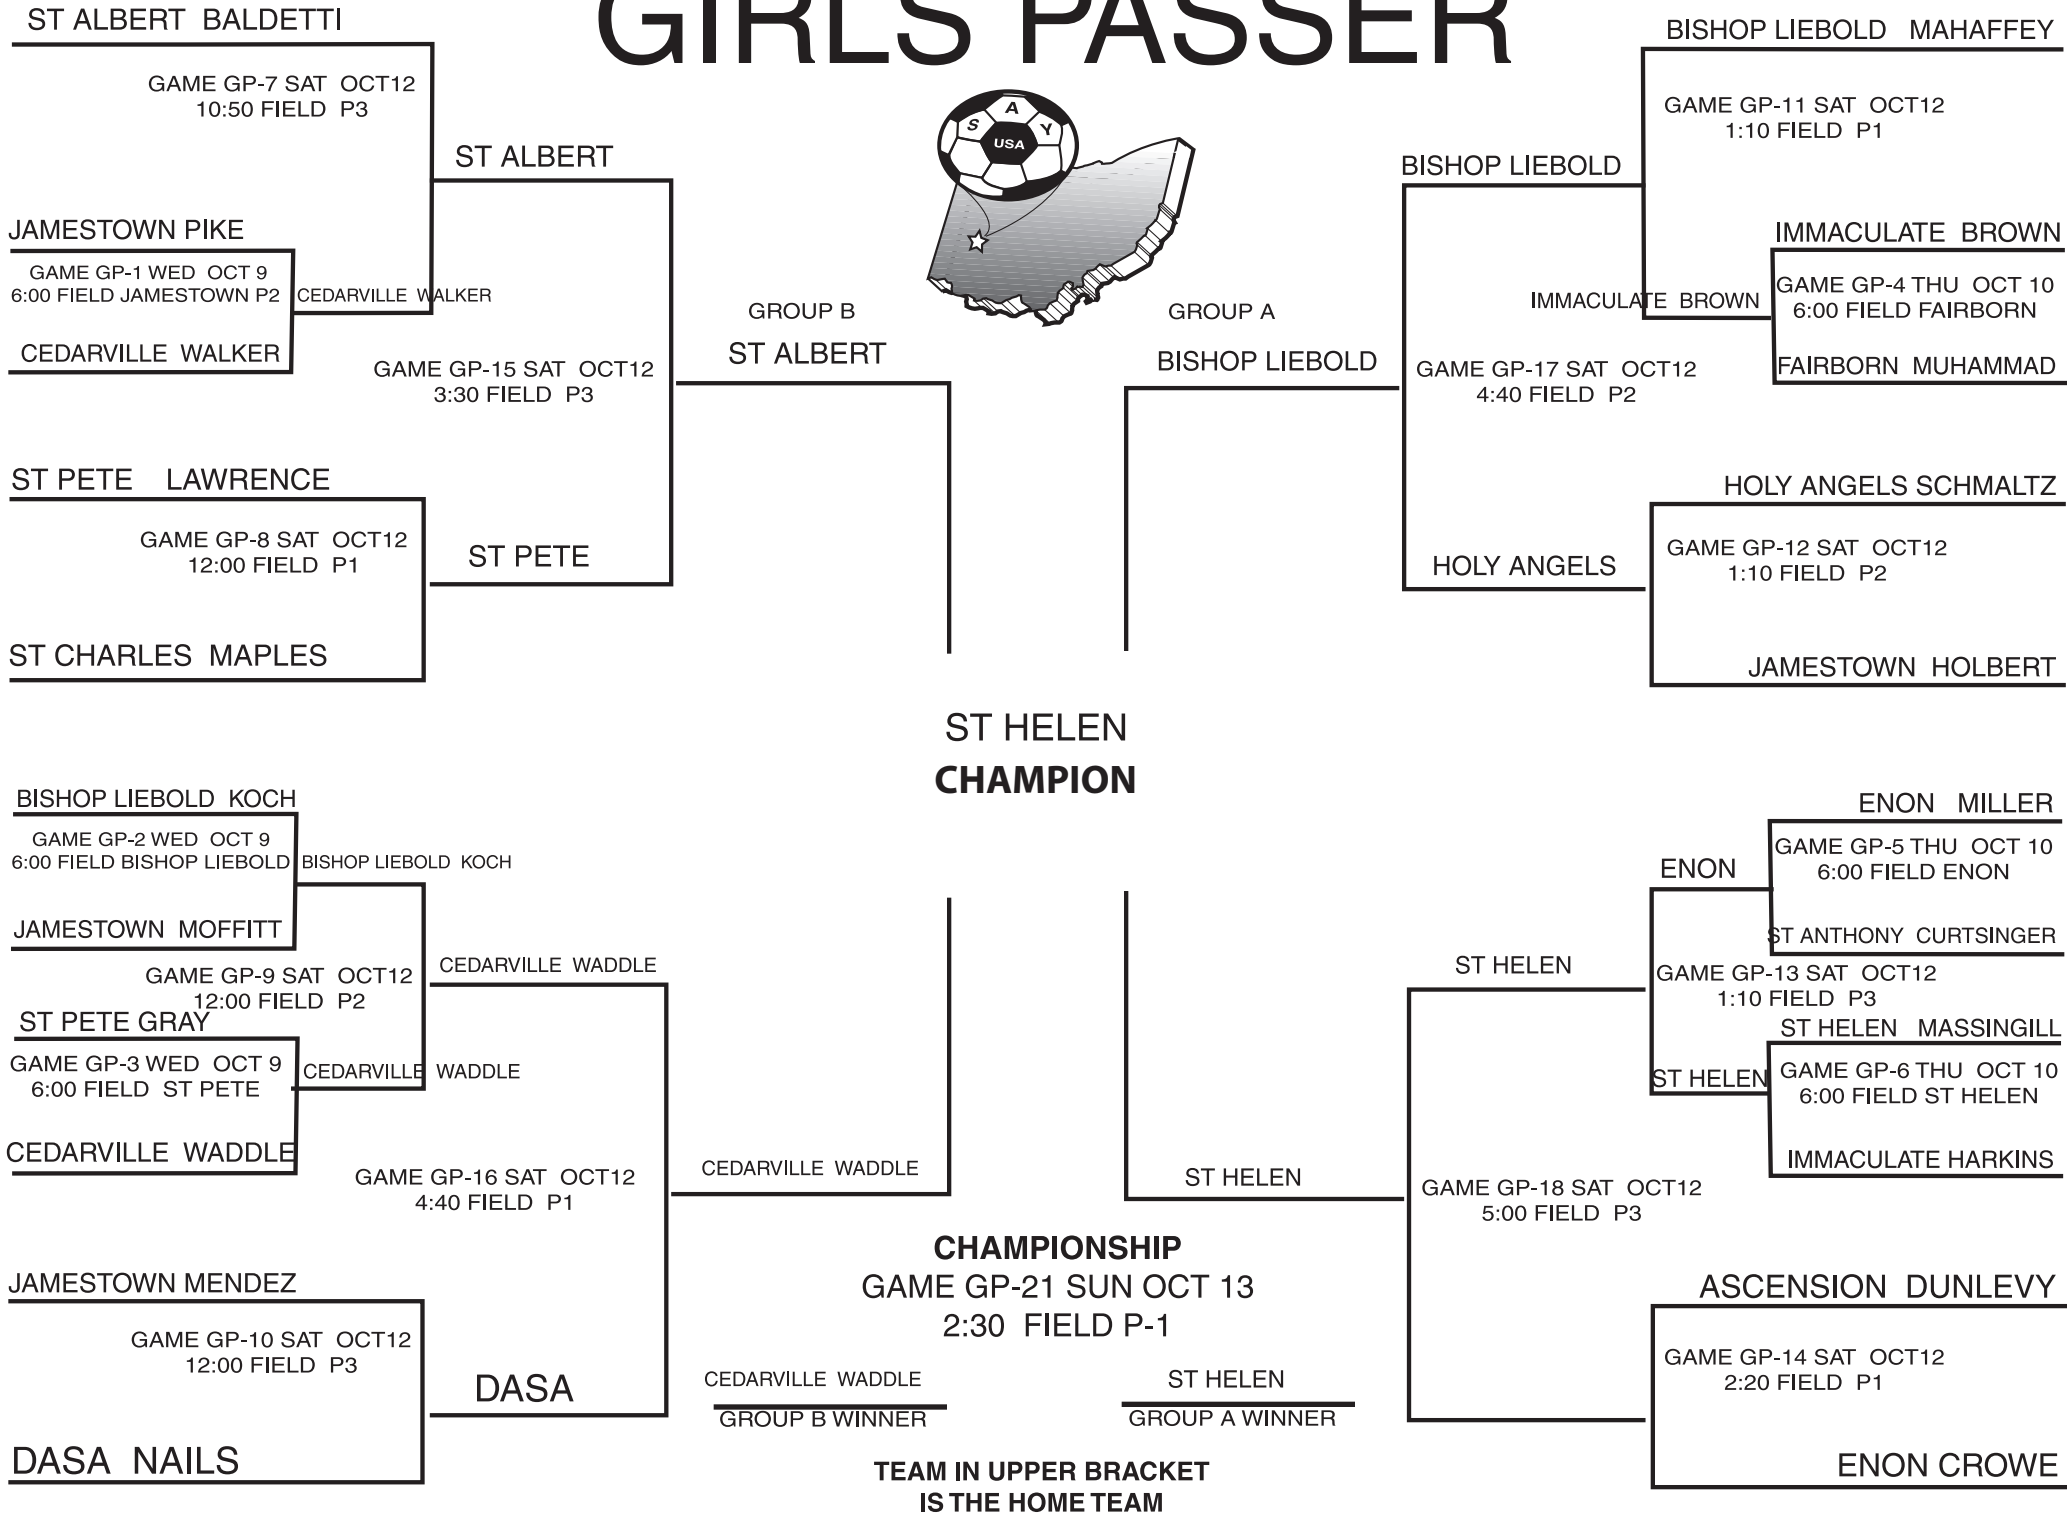 GIRLS PASSER
ST ALBERT BALDETTI
GAME GP-7 SAT OCT12
10:50 FIELD P3
ST ALBERT
JAMESTOWN PIKE
GAME GP-1 WED OCT 9
6:00 FIELD JAMESTOWN P2
CEDARVILLE WALKER
CEDARVILLE WALKER
GAME GP-15 SAT OCT12
3:30 FIELD P3
GROUP B
ST ALBERT
ST PETE LAWRENCE
GAME GP-8 SAT OCT12
12:00 FIELD P1
ST PETE
ST CHARLES MAPLES
S A Y
USA
BISHOP LIEBOLD MAHAFFEY
GAME GP-11 SAT OCT12
1:10 FIELD P1
BISHOP LIEBOLD
IMMACULATE BROWN
GAME GP-4 THU OCT 10
6:00 FIELD FAIRBORN
IMMACULATE BROWN
FAIRBORN MUHAMMAD
GROUP A
BISHOP LIEBOLD
GAME GP-17 SAT OCT12
4:40 FIELD P2
HOLY ANGELS SCHMALTZ
GAME GP-12 SAT OCT12
1:10 FIELD P2
HOLY ANGELS
JAMESTOWN HOLBERT
ST HELEN
CHAMPION
BISHOP LIEBOLD KOCH
GAME GP-2 WED OCT 9
6:00 FIELD BISHOP LIEBOLD
BISHOP LIEBOLD KOCH
JAMESTOWN MOFFITT
GAME GP-9 SAT OCT12
12:00 FIELD P2
CEDARVILLE WADDLE
ST PETE GRAY
GAME GP-3 WED OCT 9
6:00 FIELD ST PETE
CEDARVILLE WADDLE
CEDARVILLE WADDLE
GAME GP-16 SAT OCT12
4:40 FIELD P1
CEDARVILLE WADDLE
JAMESTOWN MENDEZ
GAME GP-10 SAT OCT12
12:00 FIELD P3
DASA
DASA NAILS
ENON MILLER
GAME GP-5 THU OCT 10
6:00 FIELD ENON
ENON
ST ANTHONY CURTSINGER
ST HELEN
GAME GP-13 SAT OCT12
1:10 FIELD P3
ST HELEN MASSINGILL
GAME GP-6 THU OCT 10
6:00 FIELD ST HELEN
ST HELEN
IMMACULATE HARKINS
ST HELEN
GAME GP-18 SAT OCT12
5:00 FIELD P3
ASCENSION DUNLEVY
GAME GP-14 SAT OCT12
2:20 FIELD P1
ENON CROWE
CHAMPIONSHIP
GAME GP-21 SUN OCT 13
2:30 FIELD P-1
CEDARVILLE WADDLE
GROUP B WINNER
ST HELEN
GROUP A WINNER
TEAM IN UPPER BRACKET
IS THE HOME TEAM